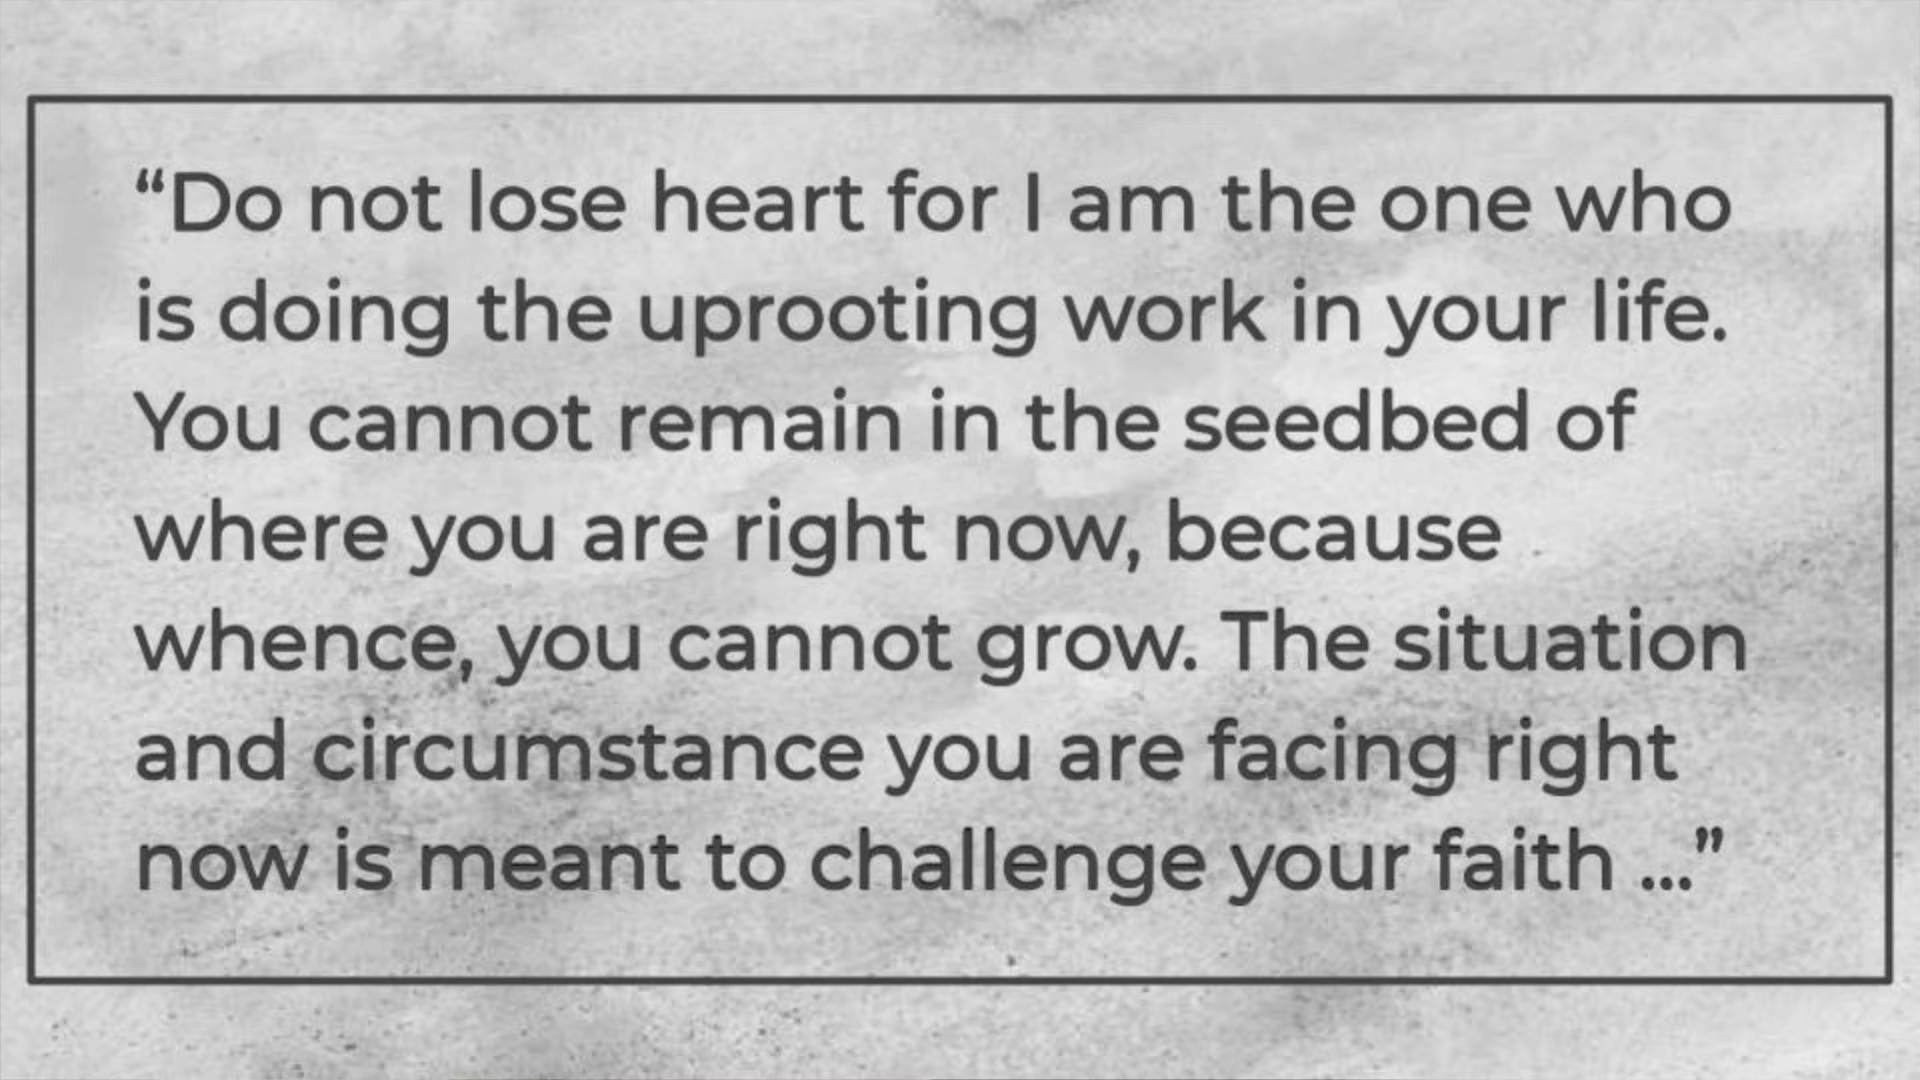 “Do not lose heart for I am the one who
is doing the uprooting work in your life.
You cannot remain in the seedbed of
where you are right now, because
whence, you cannot grow. The situation
and circumstance you are facing right
now is meant to challenge your faith ...”